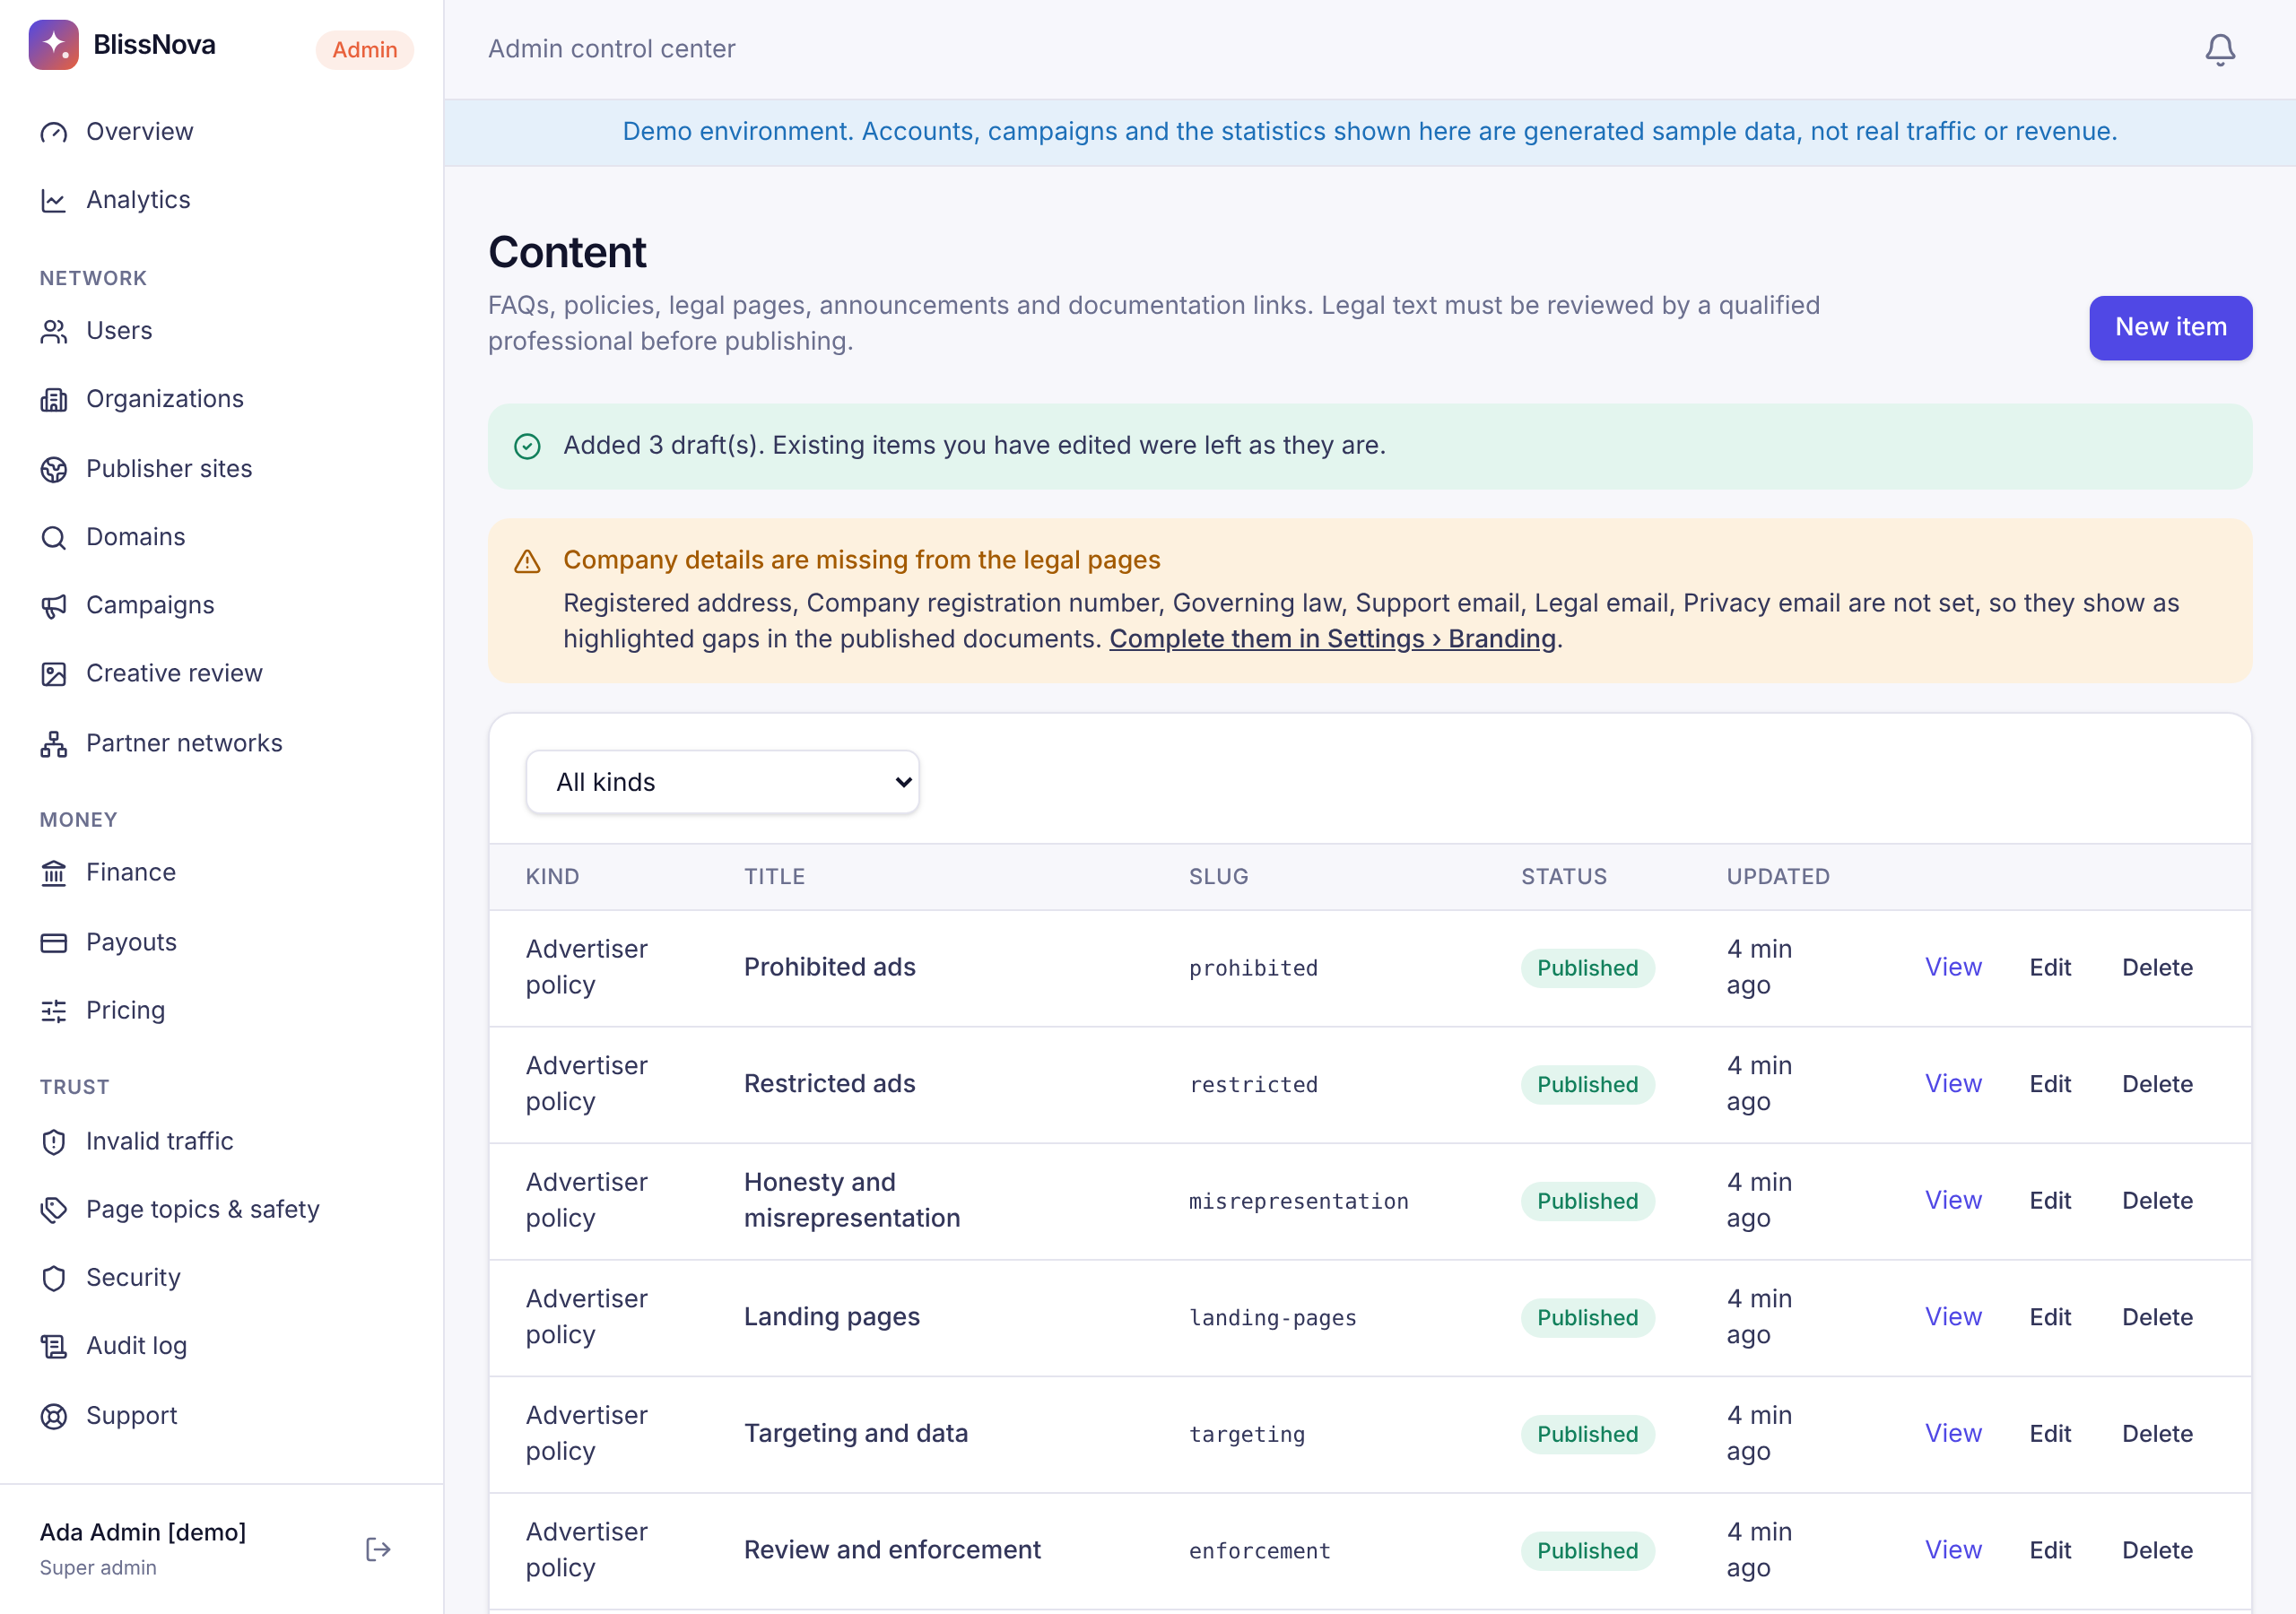 BlissNova
Admin
Overview
Analytics
NETWORK
Users
Organizations
Publisher sites
Domains
Campaigns
Creative review
Partner networks
MONEY
Finance
Payouts
Pricing
TRUST
Invalid traffic
Page topics & safety
Security
Audit log
Support
Ada Admin [demo]
Super admin
Admin control center
Demo environment. Accounts, campaigns and the statistics shown here are generated sample data, not real traffic or revenue.
Content
FAQs, policies, legal pages, announcements and documentation links. Legal text must be reviewed by a qualified
professional before publishing.
New item
Added 3 draft(s). Existing items you have edited were left as they are.
Company details are missing from the legal pages
Registered address, Company registration number, Governing law, Support email, Legal email, Privacy email are not set, so they show as
highlighted gaps in the published documents. Complete them in Settings › Branding.
All kinds
KIND TITLE SLUG STATUS UPDATED
Advertiser policy Prohibited ads prohibited Published 4 min ago View Edit Delete
Advertiser policy Restricted ads restricted Published 4 min ago View Edit Delete
Advertiser policy Honesty and misrepresentation misrepresentation Published 4 min ago View Edit Delete
Advertiser policy Landing pages landing-pages Published 4 min ago View Edit Delete
Advertiser policy Targeting and data targeting Published 4 min ago View Edit Delete
Advertiser policy Review and enforcement enforcement Published 4 min ago View Edit Delete